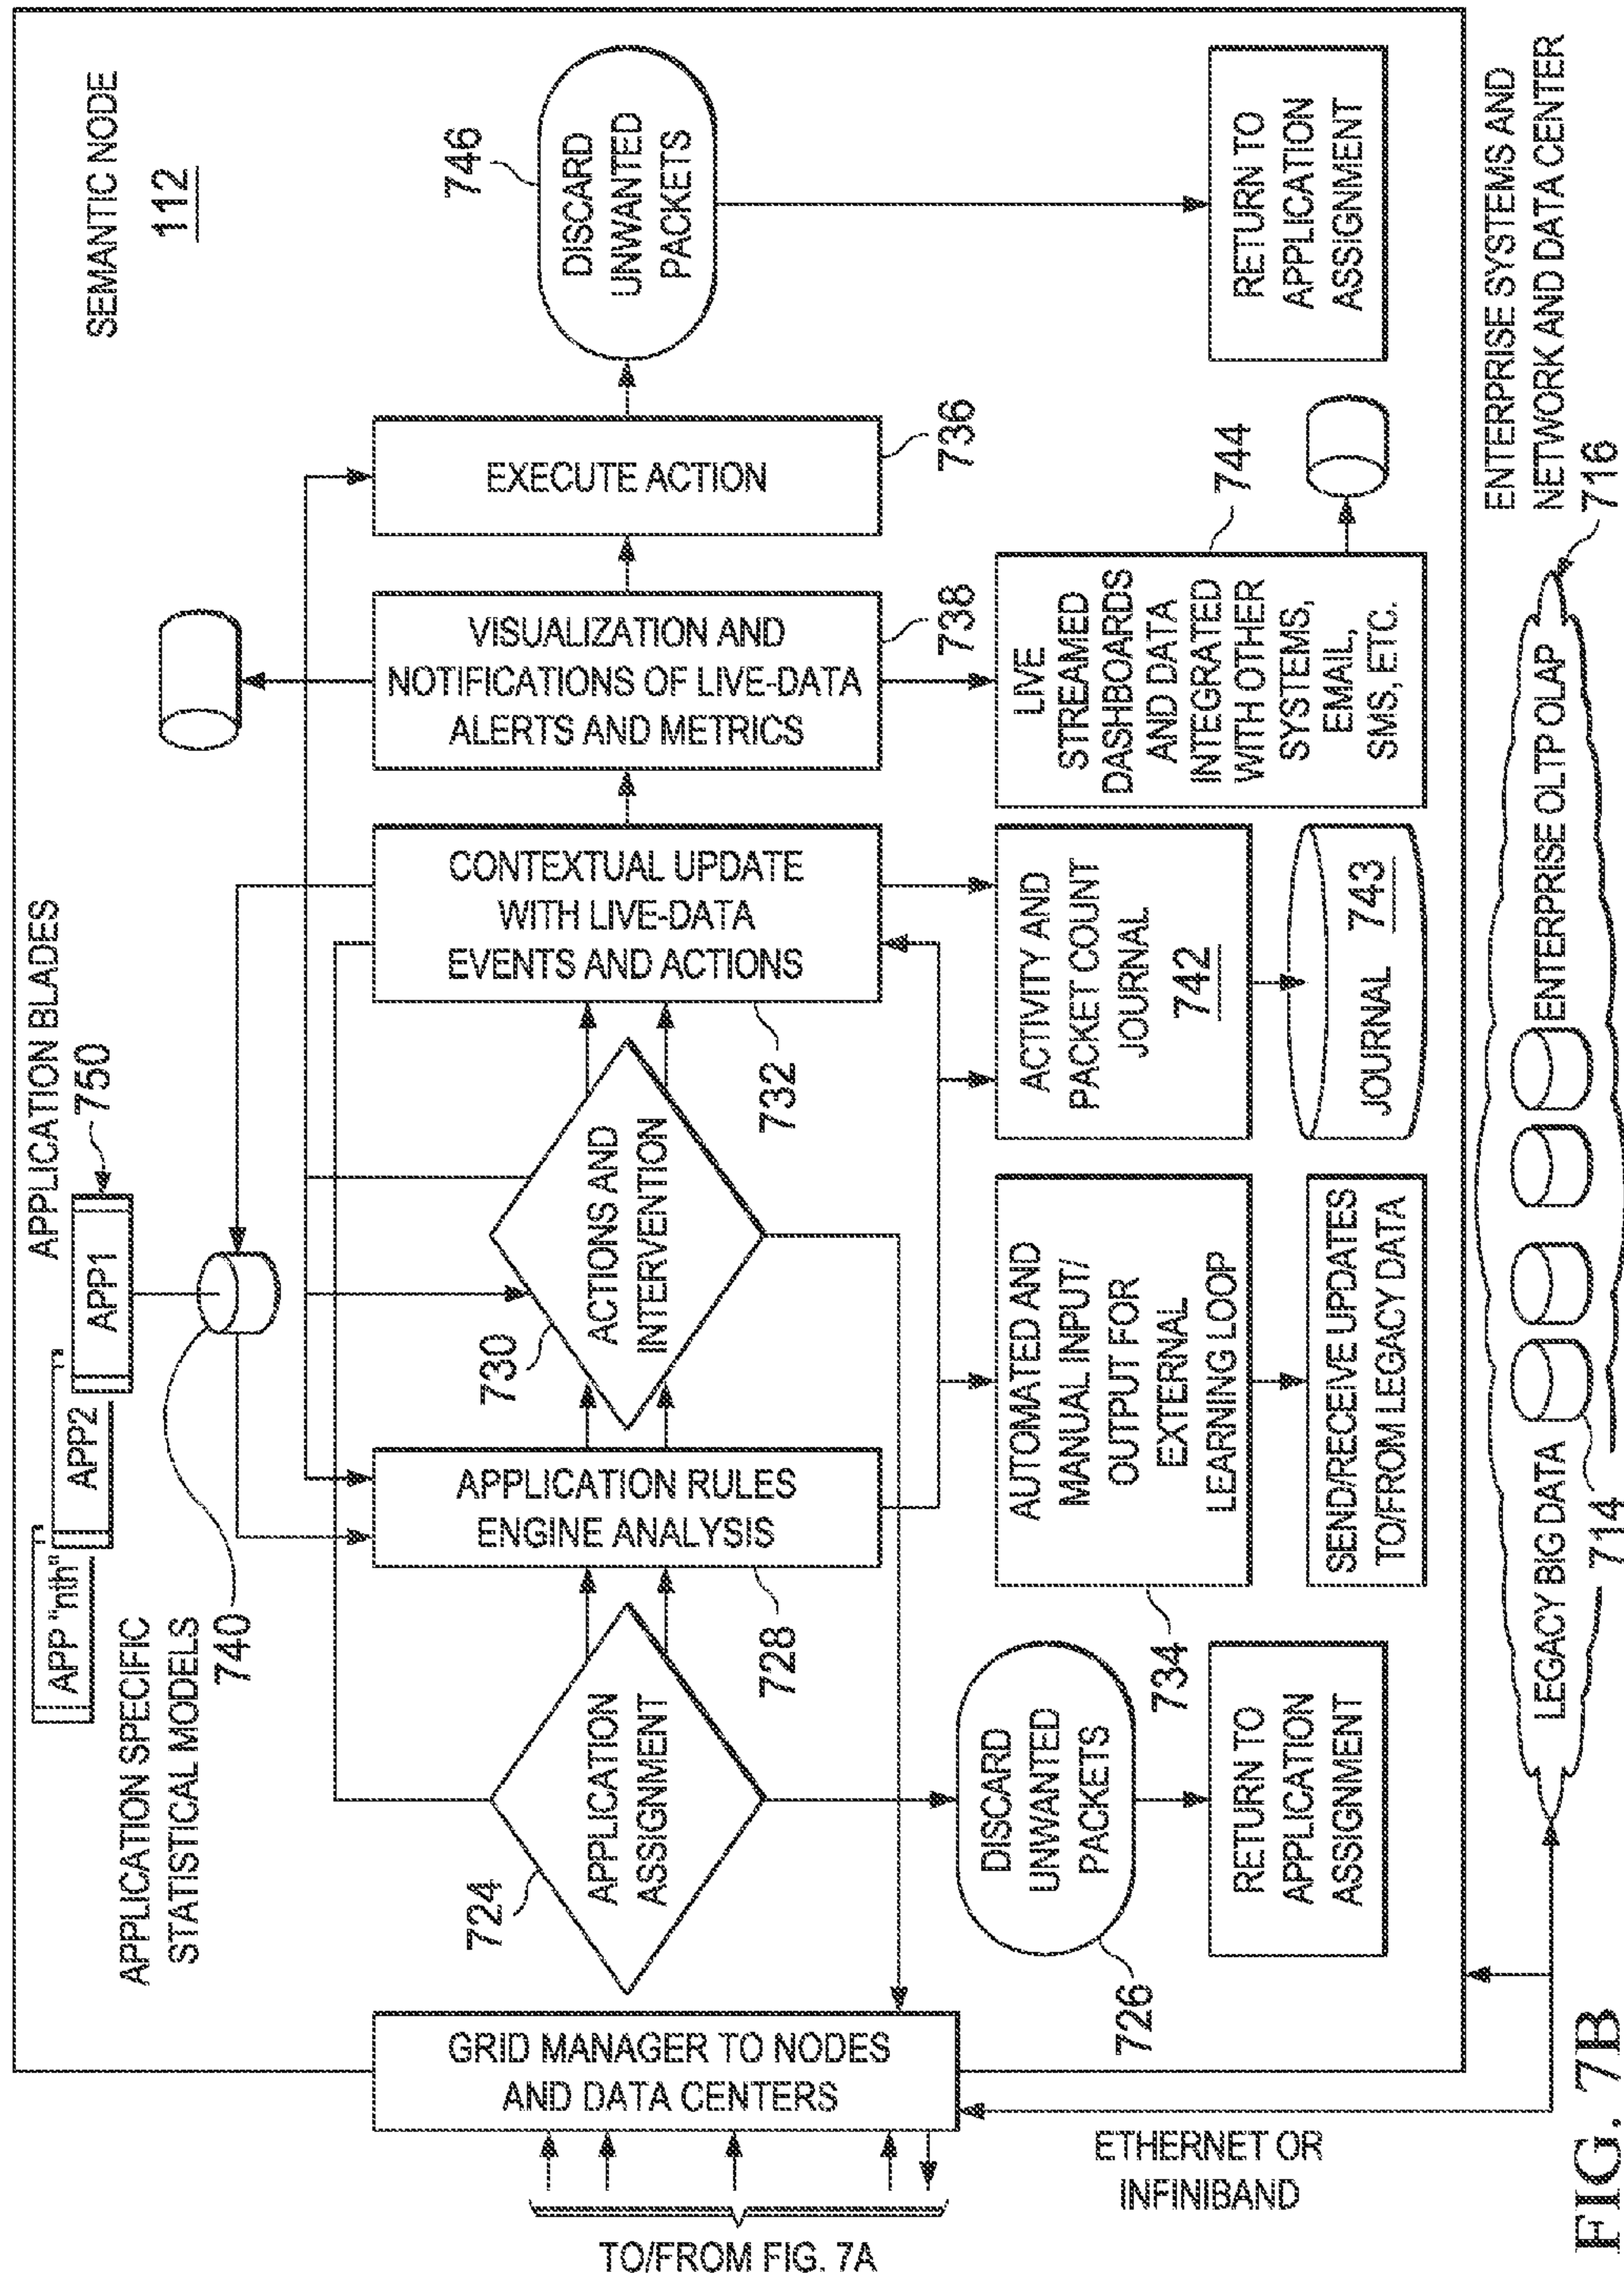 SEMANTIC NODE
112
APPLICATION BLADES
750
APP "nth"
APP2
APP1
APPLICATION SPECIFIC
STATISTICAL MODELS
740
GRID MANAGER TO NODES
AND DATA CENTERS
724
APPLICATION
ASSIGNMENT
APPLICATION RULES
ENGINE ANALYSIS
728
730
ACTIONS AND
INTERVENTION
CONTEXTUAL UPDATE
WITH LIVE-DATA
EVENTS AND ACTIONS
732
VISUALIZATION AND
NOTIFICATIONS OF LIVE-DATA
ALERTS AND METRICS
738
EXECUTE ACTION
736
746
DISCARD
UNWANTED
PACKETS
RETURN TO
APPLICATION
ASSIGNMENT
DISCARD
UNWANTED
PACKETS
726
RETURN TO
APPLICATION
ASSIGNMENT
734
AUTOMATED AND
MANUAL INPUT/
OUTPUT FOR
EXTERNAL
LEARNING LOOP
SEND/RECEIVE UPDATES
TO/FROM LEGACY DATA
ACTIVITY AND
PACKET COUNT
JOURNAL
742
JOURNAL 743
LIVE
STREAMED
DASHBOARDS
AND DATA
INTEGRATED
WITH OTHER
SYSTEMS,
EMAIL,
SMS, ETC.
744
TO/FROM FIG. 7A
ETHERNET OR
INFINIBAND
LEGACY BIG DATA
714
ENTERPRISE OLTP OLAP
716
ENTERPRISE SYSTEMS AND
NETWORK AND DATA CENTER
FIG. 7B